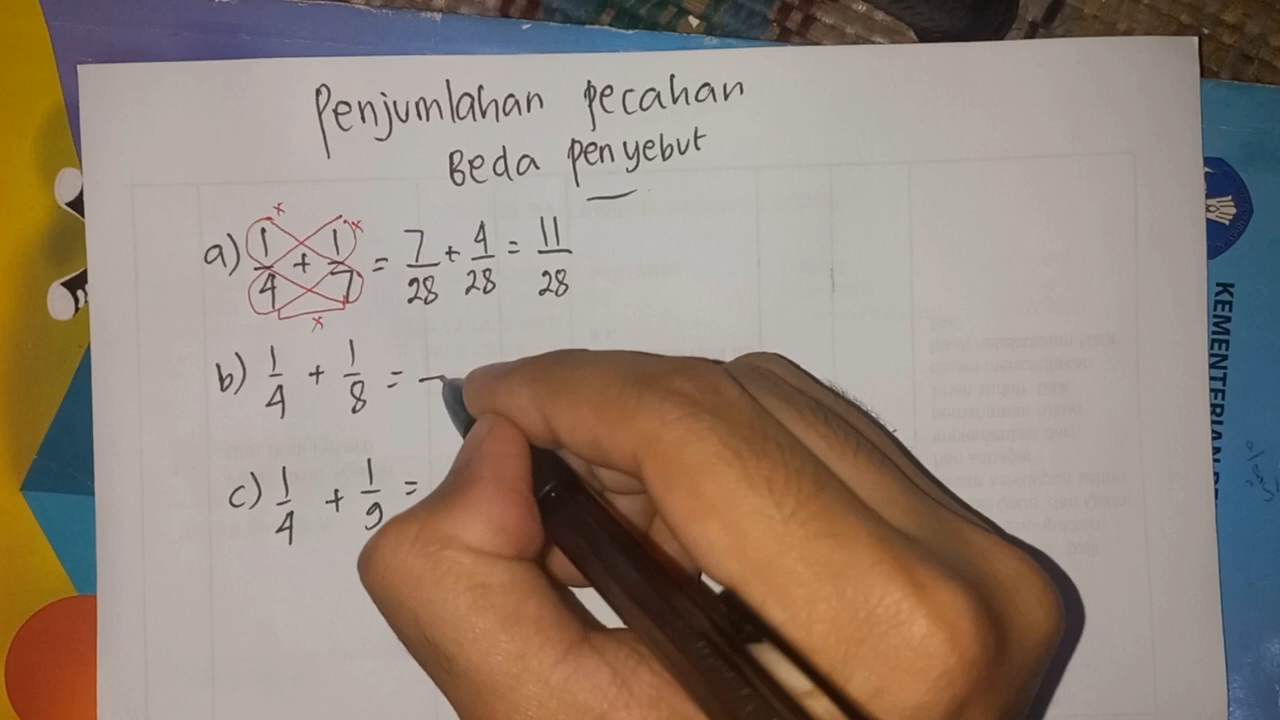 Penjumlahan pecahan
Beda penyebut
a) 1/4 + 1/7 = 7/28 + 4/28 = 11/28
x x x
b) 1/4 + 1/8 =
c) 1/4 + 1/9 =
KEMENTERIAN